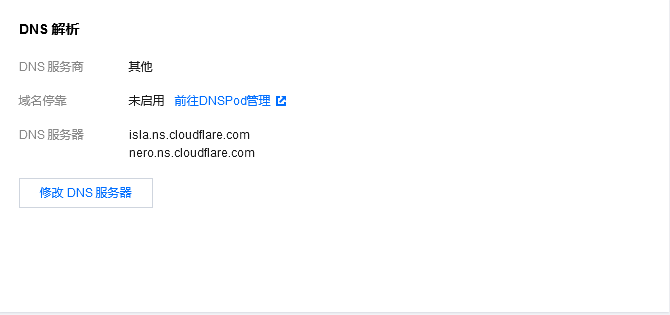 DNS 解析
DNS 服务商 其他
域名停靠 未启用 前往DNSPod管理
DNS 服务器 isla.ns.cloudflare.com
nero.ns.cloudflare.com
修改 DNS 服务器